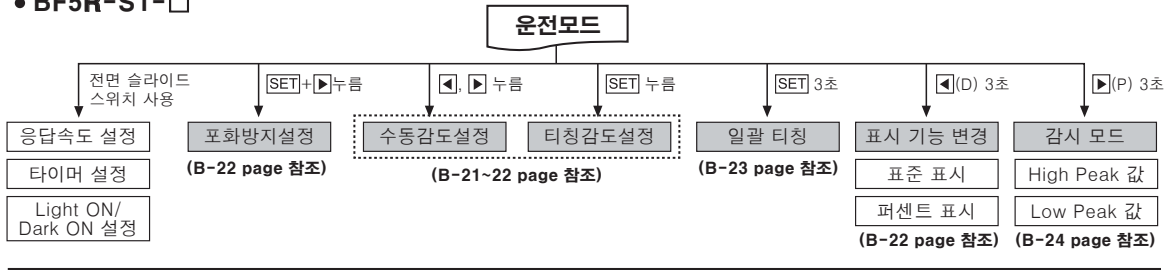 • BF5R-S1-□
운전모드
전면 슬라이드
스위치 사용
SET+▶누름
◀, ▶ 누름
SET 누름
SET 3초
◀(D) 3초
▶(P) 3초
응답속도 설정
포화방지설정
수동감도설정
티칭감도설정
일괄 티칭
표시 기능 변경
감시 모드
타이머 설정
(B-22 page 참조)
(B-21~22 page 참조)
(B-23 page 참조)
표준 표시
High Peak 값
Light ON/
Dark ON 설정
퍼센트 표시
Low Peak 값
(B-22 page 참조)
(B-24 page 참조)